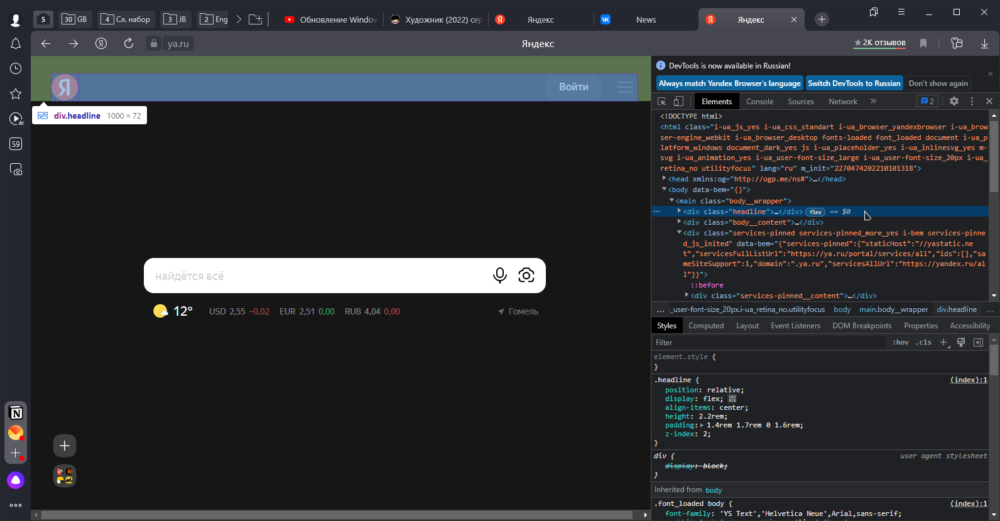 5
30 GB
4 Сл. набор
3 JB
2 Eng
Обновление Window
Художник (2022) сер
Я Яндекс
News
Я Яндекс
Я
ya.ru
Яндекс
★ 2K отзывов
59
N
Я
Войти
div.headline 1000 × 72
найдётся всё
12°
USD 2,55 −0,02
EUR 2,51 0,00
RUB 4,04 0,00
Гомель
DevTools is now available in Russian!
Always match Yandex Browser's language
Switch DevTools to Russian
Don't show again
Elements Console Sources Network » 2
<!DOCTYPE html>
<html class="i-ua_js_yes i-ua_css_standart i-ua_browser_yandexbrowser i-ua_brow
ser-engine_webkit i-ua_browser_desktop fonts-loaded font_loaded document i-ua_p
latform_windows document_dark_yes js i-ua_placeholder_yes i-ua_inlinesvg_yes m-
svg i-ua_animation_yes i-ua_user-font-size_large i-ua_user-font-size_20px i-ua_
retina_no utilityfocus" lang="ru" m_init="2270474202210101318">
<head xmlns:og="http://ogp.me/ns#">…</head>
<body data-bem="{}">
<main class="body__wrapper">
<div class="headline">…</div> flex == $0
<div class="body__content">…</div>
<div class="services-pinned services-pinned_more_yes i-bem services-pinne
d_js_inited" data-bem="{"services-pinned":{"staticHost":"//yastatic.ne
t","servicesFullListUrl":"https://ya.ru/portal/services/all","ids":[],"sa
meSiteSupport":1,"domain":".ya.ru","servicesAllUrl":"https://yandex.ru/al
l"}}">
::before
<div class="services-pinned__content">…</div>
… _user-font-size_20px.i-ua_retina_no.utilityfocus body main.body__wrapper div.headline …
Styles Computed Layout Event Listeners DOM Breakpoints Properties Accessibility
Filter :hov .cls +
element.style {
}
.headline { (index):1
position: relative;
display: flex;
align-items: center;
height: 2.2rem;
padding: 1.4rem 1.7rem 0 1.6rem;
z-index: 2;
}
div { user agent stylesheet
display: block;
}
Inherited from body
.font_loaded body { (index):1
font-family: 'YS Text','Helvetica Neue',Arial,sans-serif;